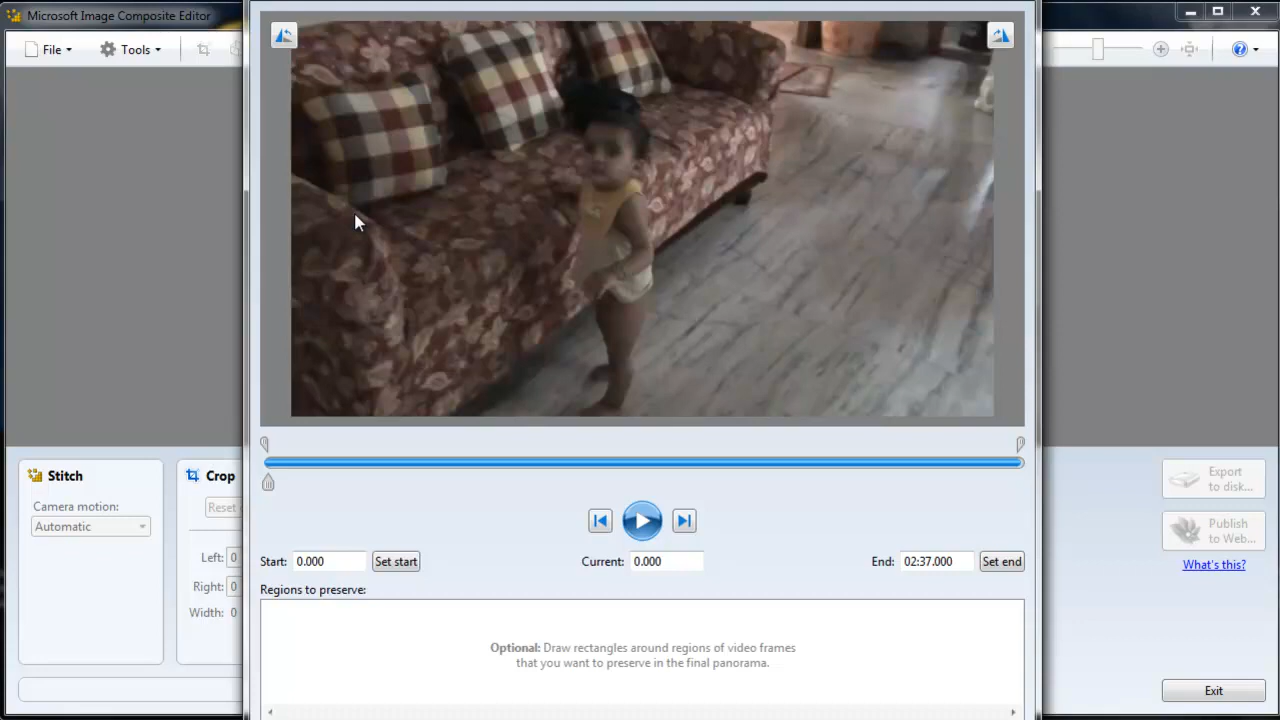 Microsoft Image Composite Editor
File
Tools
Stitch
Camera motion:
Automatic
Crop
Reset
Left: 0
Right: 0
Width: 0
Start: 0.000
Set start
Current: 0.000
End: 02:37.000
Set end
Regions to preserve:
Optional: Draw rectangles around regions of video frames
that you want to preserve in the final panorama.
Export
to disk...
Publish
to Web...
What's this?
Exit